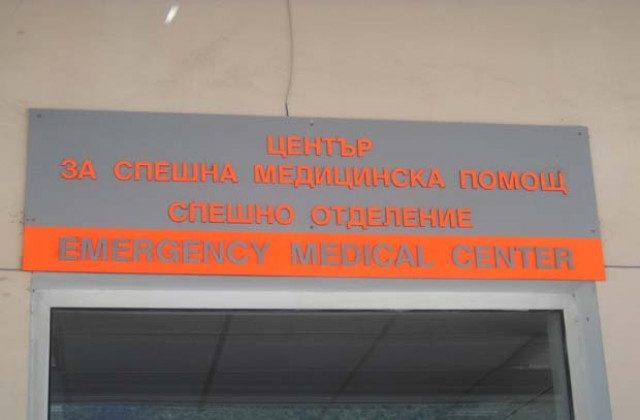 ЦЕНТЪР
ЗА СПЕШНА МЕДИЦИНСКА ПОМОЩ
СПЕШНО ОТДЕЛЕНИЕ
EMERGENCY MEDICAL CENTER